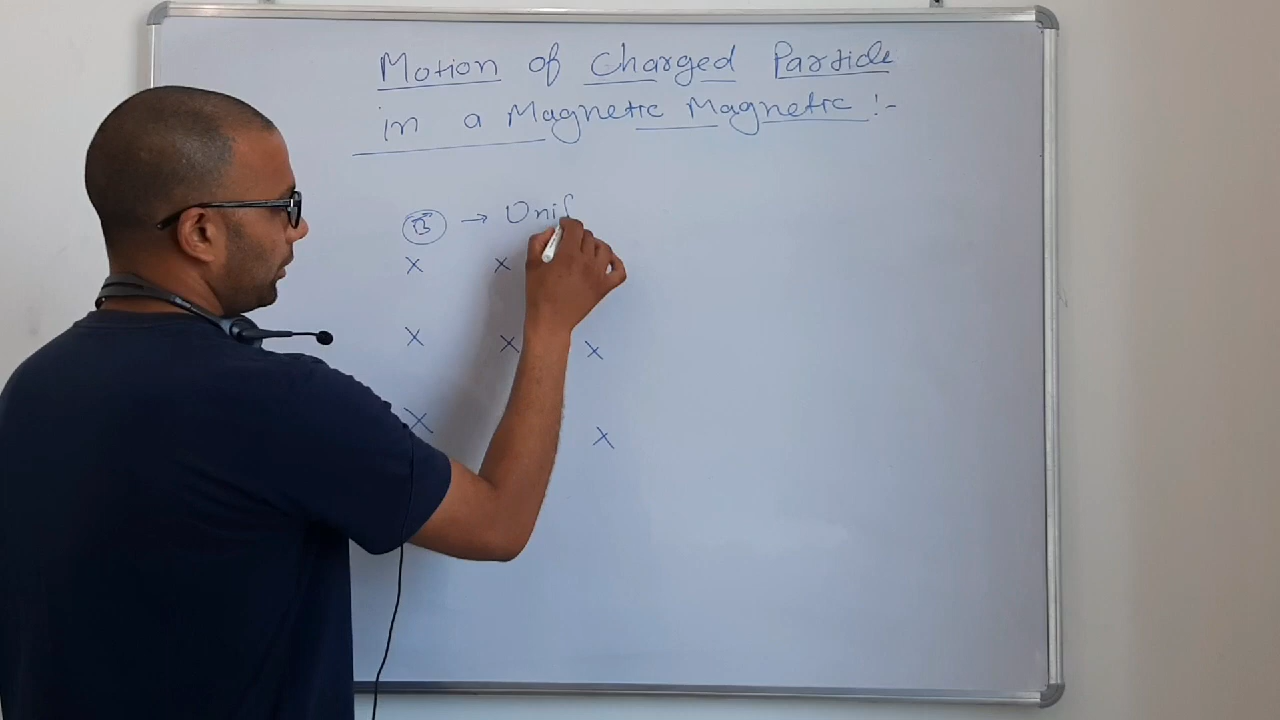 Motion of Charged Particle
in a Magnetic Magnetic :-
B → Unif
x x
x x x
x x